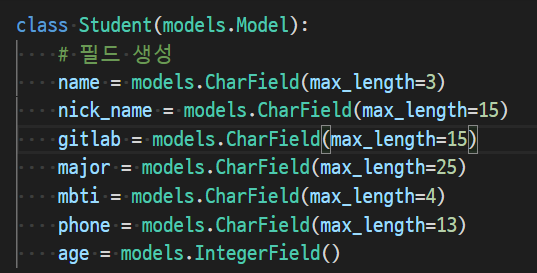 class Student(models.Model):
    # 필드 생성
    name = models.CharField(max_length=3)
    nick_name = models.CharField(max_length=15)
    gitlab = models.CharField(max_length=15)
    major = models.CharField(max_length=25)
    mbti = models.CharField(max_length=4)
    phone = models.CharField(max_length=13)
    age = models.IntegerField()